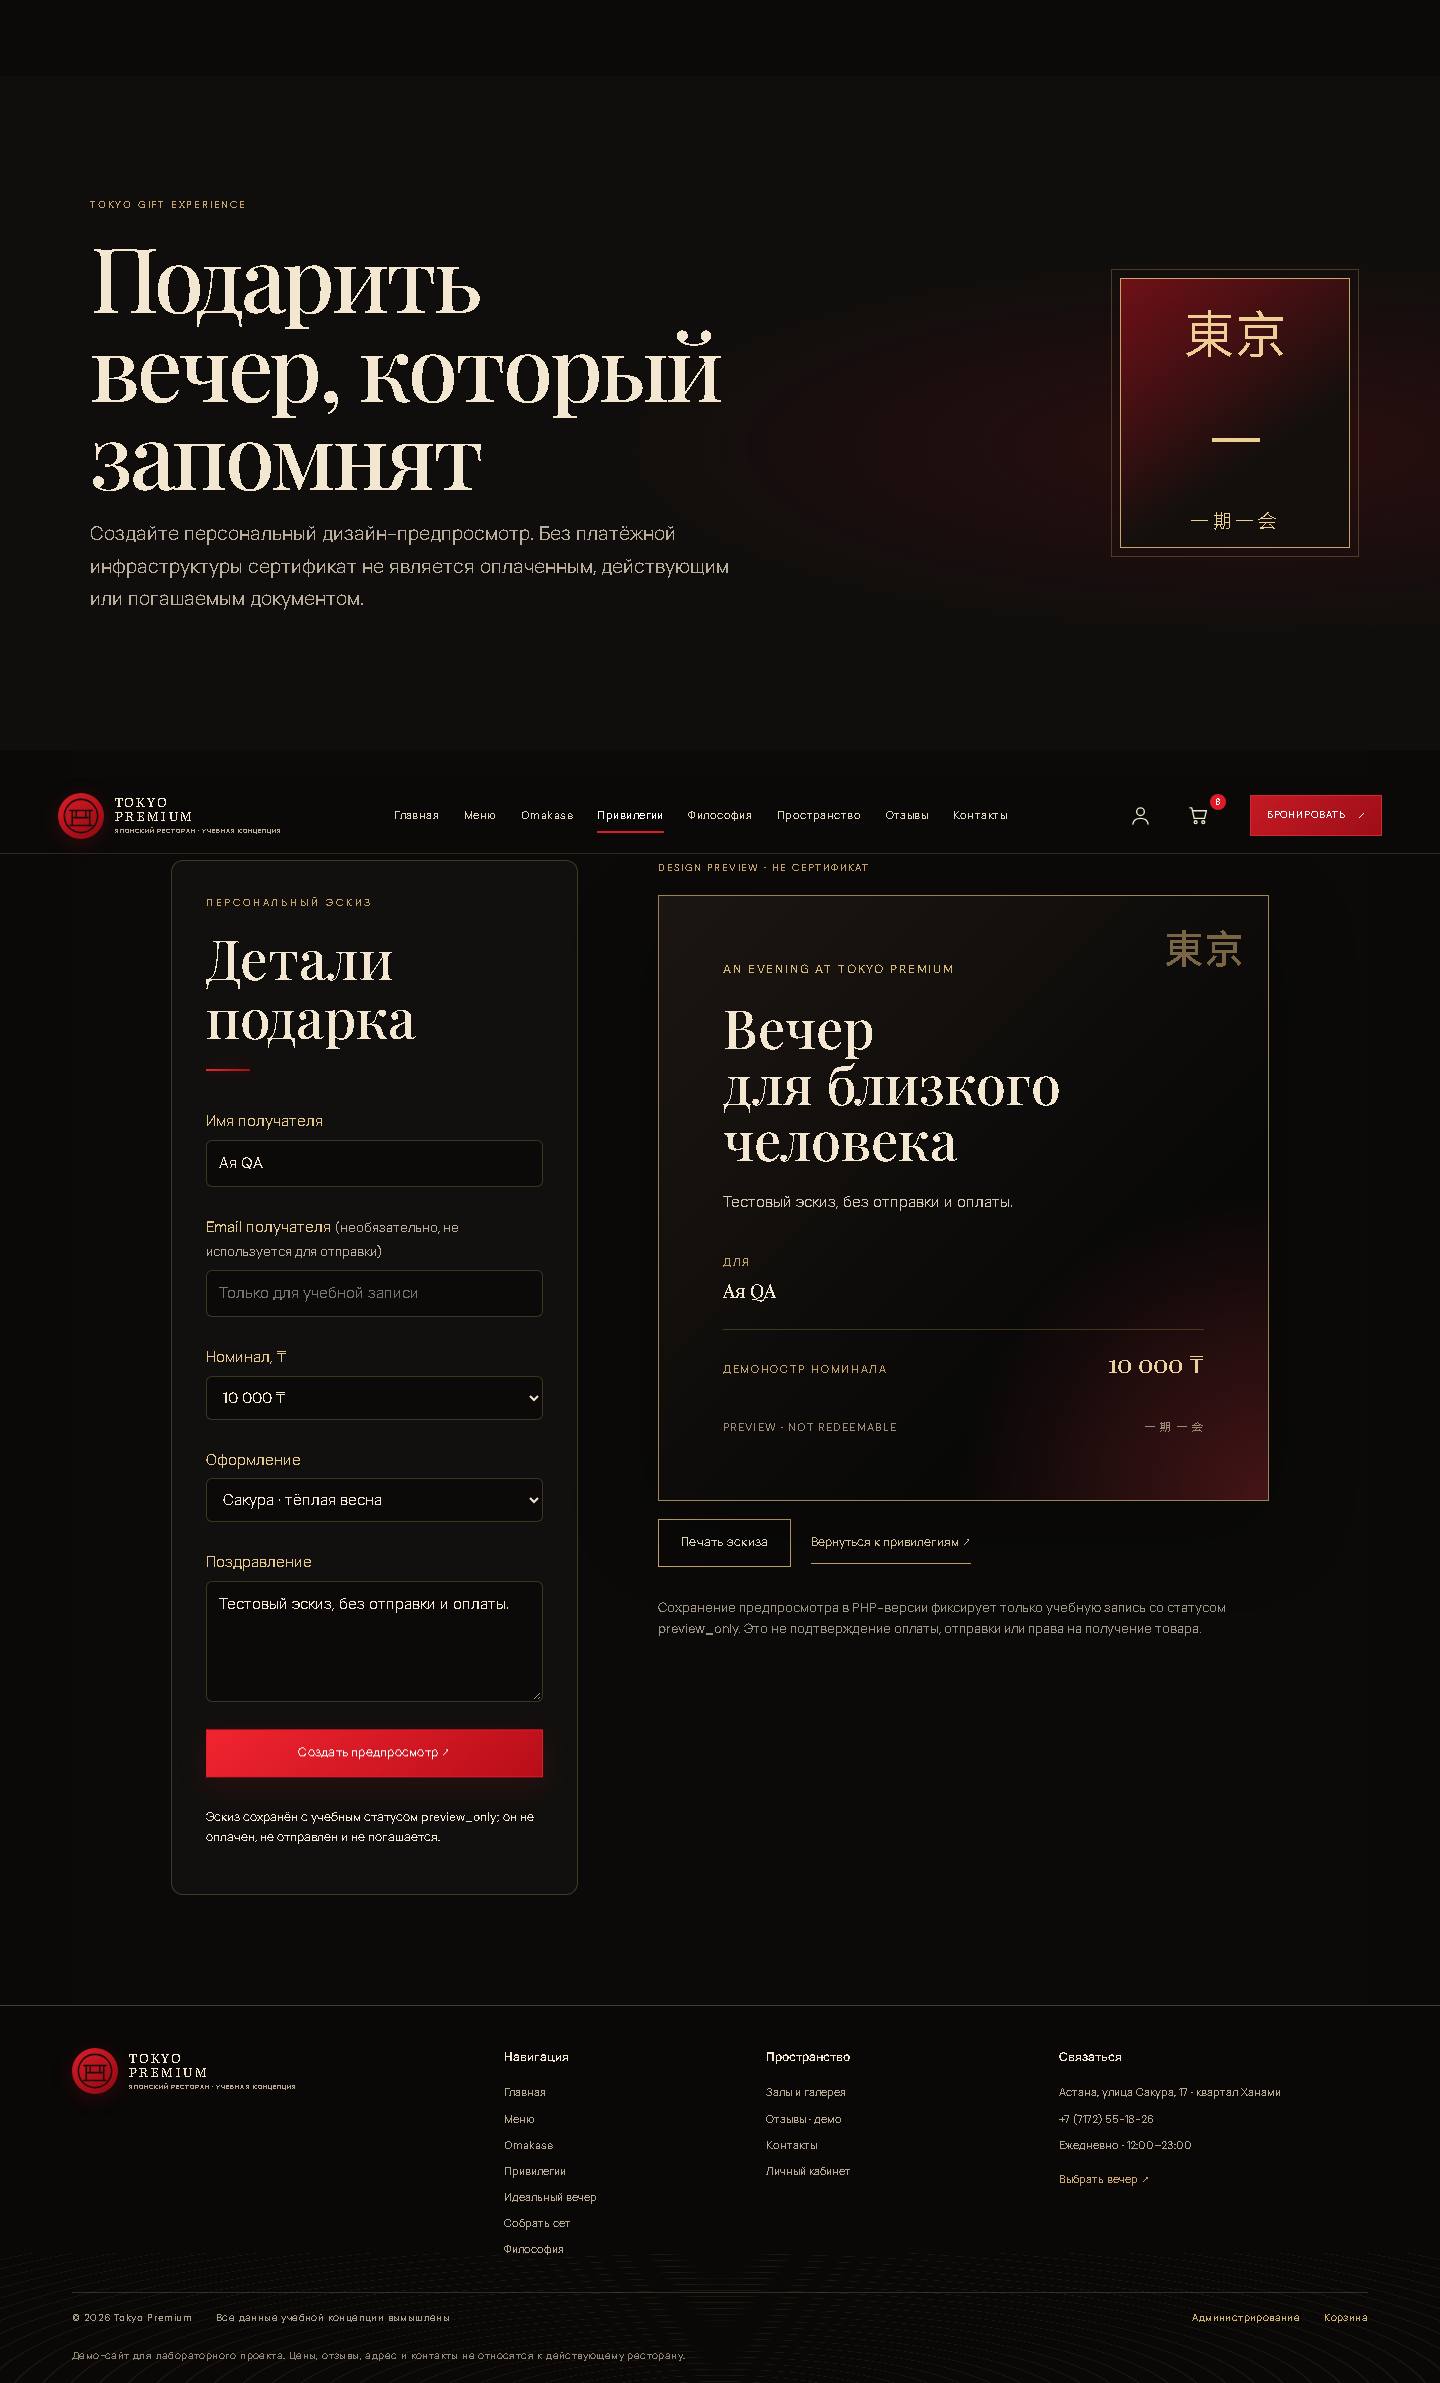 TOKYO GIFT EXPERIENCE
Подарить
вечер, который
запомнят
Создайте персональный дизайн-предпросмотр. Без платёжной
инфраструктуры сертификат не является оплаченным, действующим
или погашаемым документом.
東京
一
一期一会
TOKYO
PREMIUM
ЯПОНСКИЙ РЕСТОРАН · УЧЕБНАЯ КОНЦЕПЦИЯ
Главная Меню Omakase Привилегии Философия Пространство Отзывы Контакты
8
БРОНИРОВАТЬ ↗
ПЕРСОНАЛЬНЫЙ ЭСКИЗ
Детали
подарка
Имя получателя
Ая QA
Email получателя (необязательно, не
используется для отправки)
Только для учебной записи
Номинал, ₸
10 000 ₸
Оформление
Сакура · тёплая весна
Поздравление
Тестовый эскиз, без отправки и оплаты.
Создать предпросмотр ↗
Эскиз сохранён с учебным статусом preview_only; он не
оплачен, не отправлен и не погашается.
DESIGN PREVIEW · НЕ СЕРТИФИКАТ
東京
AN EVENING AT TOKYO PREMIUM
Вечер
для близкого
человека
Тестовый эскиз, без отправки и оплаты.
ДЛЯ
Ая QA
ДЕМОНОСТР НОМИНАЛА 10 000 ₸
PREVIEW · NOT REDEEMABLE 一期一会
Печать эскиза Вернуться к привилегиям ↗
Сохранение предпросмотра в PHP-версии фиксирует только учебную запись со статусом
preview_only. Это не подтверждение оплаты, отправки или права на получение товара.
TOKYO
PREMIUM
ЯПОНСКИЙ РЕСТОРАН · УЧЕБНАЯ КОНЦЕПЦИЯ
Навигация
Главная
Меню
Omakase
Привилегии
Идеальный вечер
Собрать сет
Философия
Пространство
Залы и галерея
Отзывы · демо
Контакты
Личный кабинет
Связаться
Астана, улица Сакура, 17 · квартал Ханами
+7 (7172) 55-18-26
Ежедневно · 12:00–23:00
Выбрать вечер ↗
© 2026 Tokyo Premium Все данные учебной концепции вымышлены
Администрирование Корзина
Демо-сайт для лабораторного проекта. Цены, отзывы, адрес и контакты не относятся к действующему ресторану.